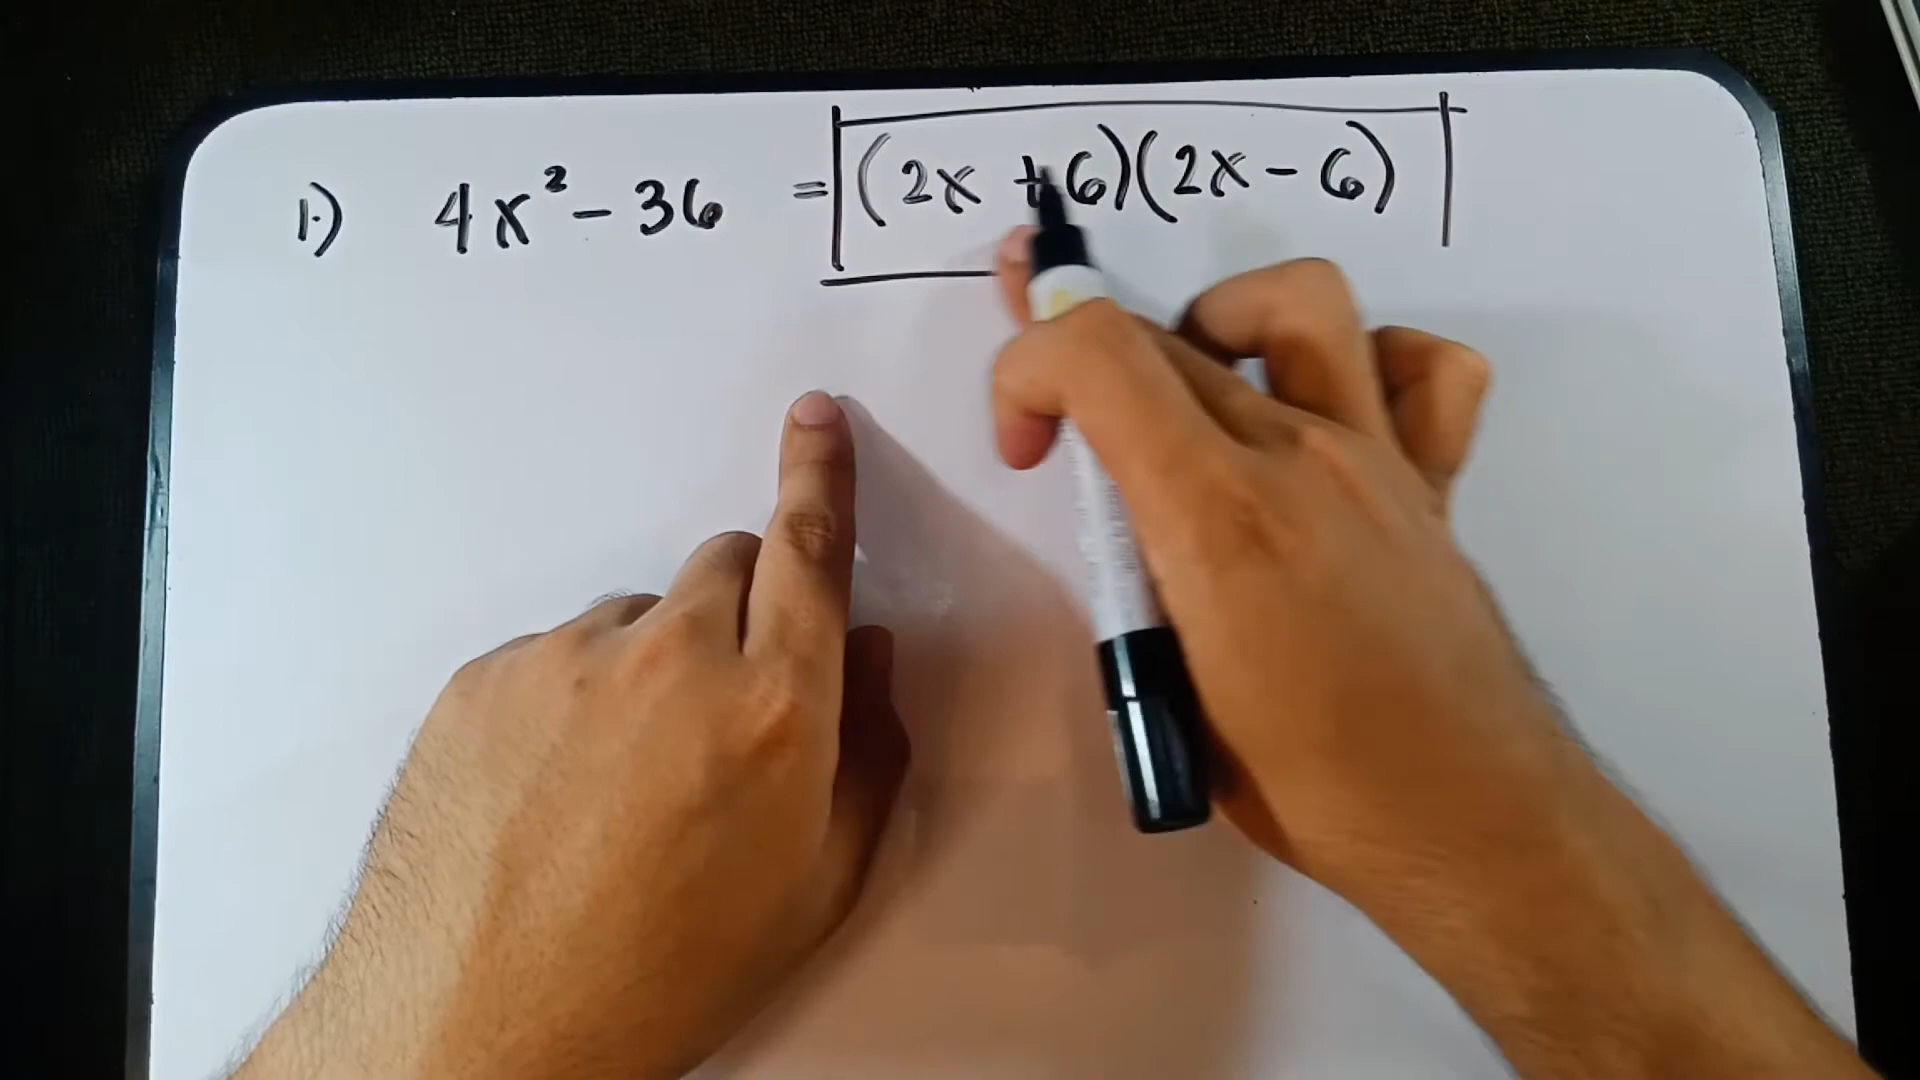 1.) 4x² - 36 = (2x + 6)(2x - 6)